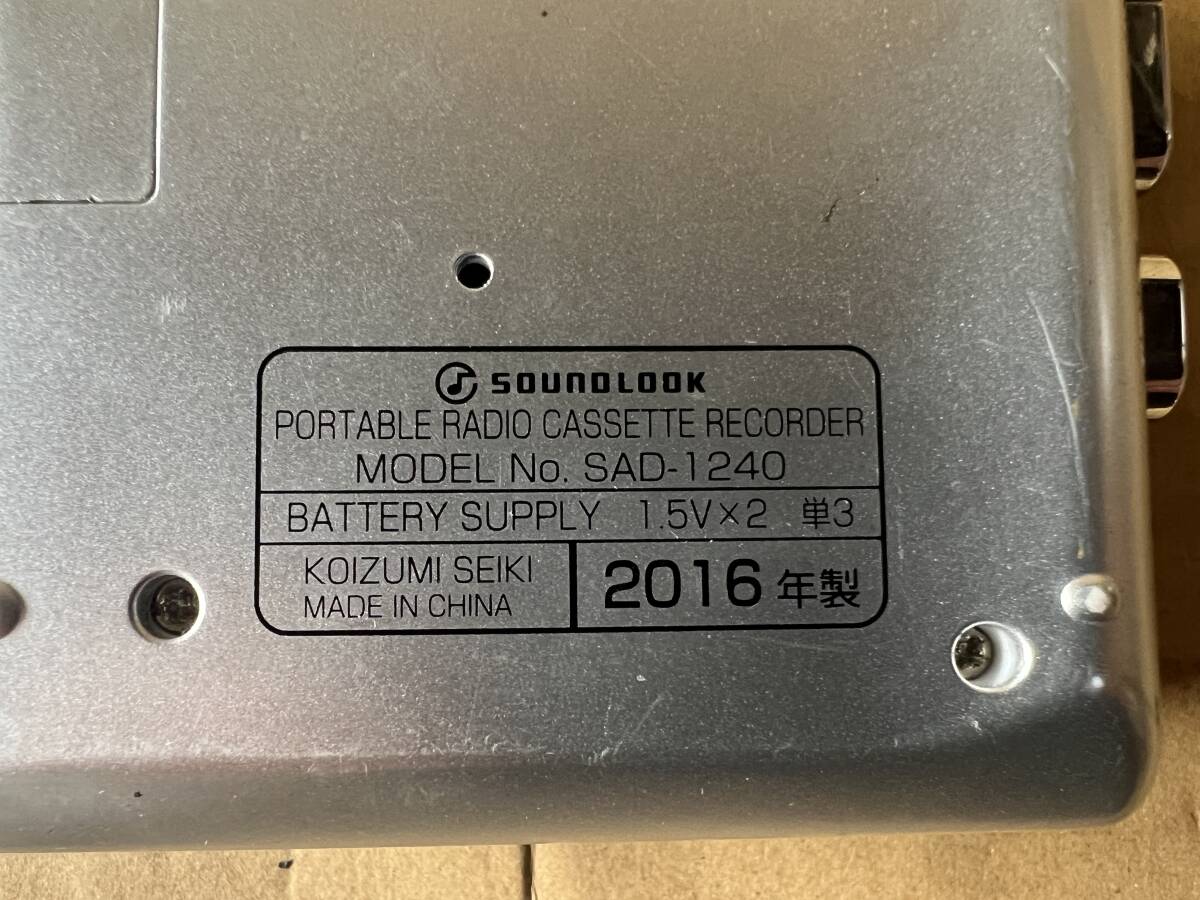 SOUNDLOOK
PORTABLE RADIO CASSETTE RECORDER
MODEL No. SAD-1240
BATTERY SUPPLY 1.5V×2 単3
KOIZUMI SEIKI
MADE IN CHINA
2016年製